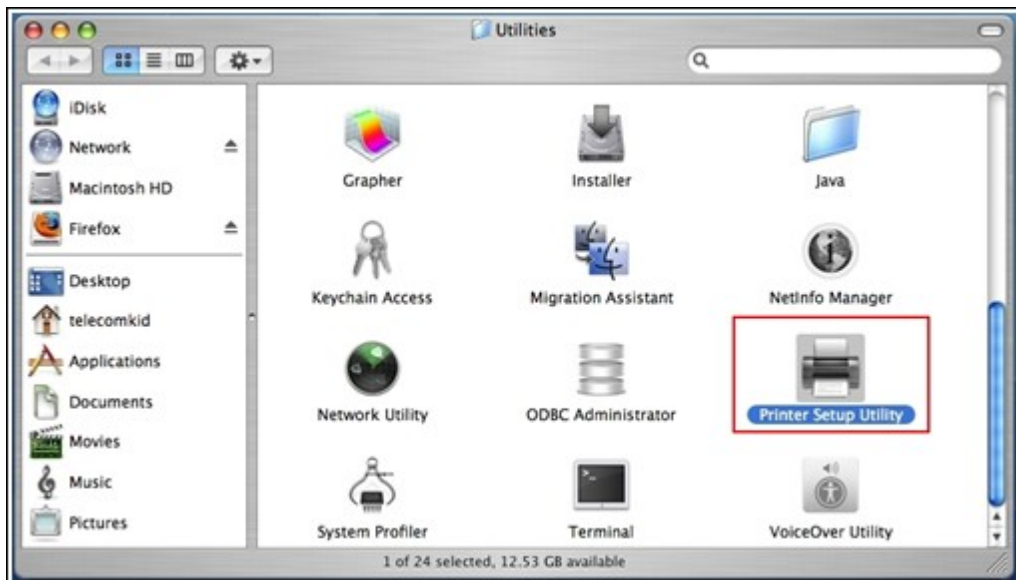 Utilities
iDisk
Network
Macintosh HD
Firefox
Desktop
telecomkid
Applications
Documents
Movies
Music
Pictures
Grapher
Installer
Java
Keychain Access
Migration Assistant
NetInfo Manager
Network Utility
ODBC Administrator
Printer Setup Utility
System Profiler
Terminal
VoiceOver Utility
1 of 24 selected, 12.53 GB available